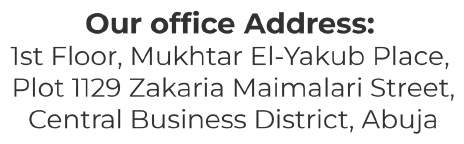 Our office Address:
1st Floor, Mukhtar El-Yakub Place,
Plot 1129 Zakaria Maimalari Street,
Central Business District, Abuja